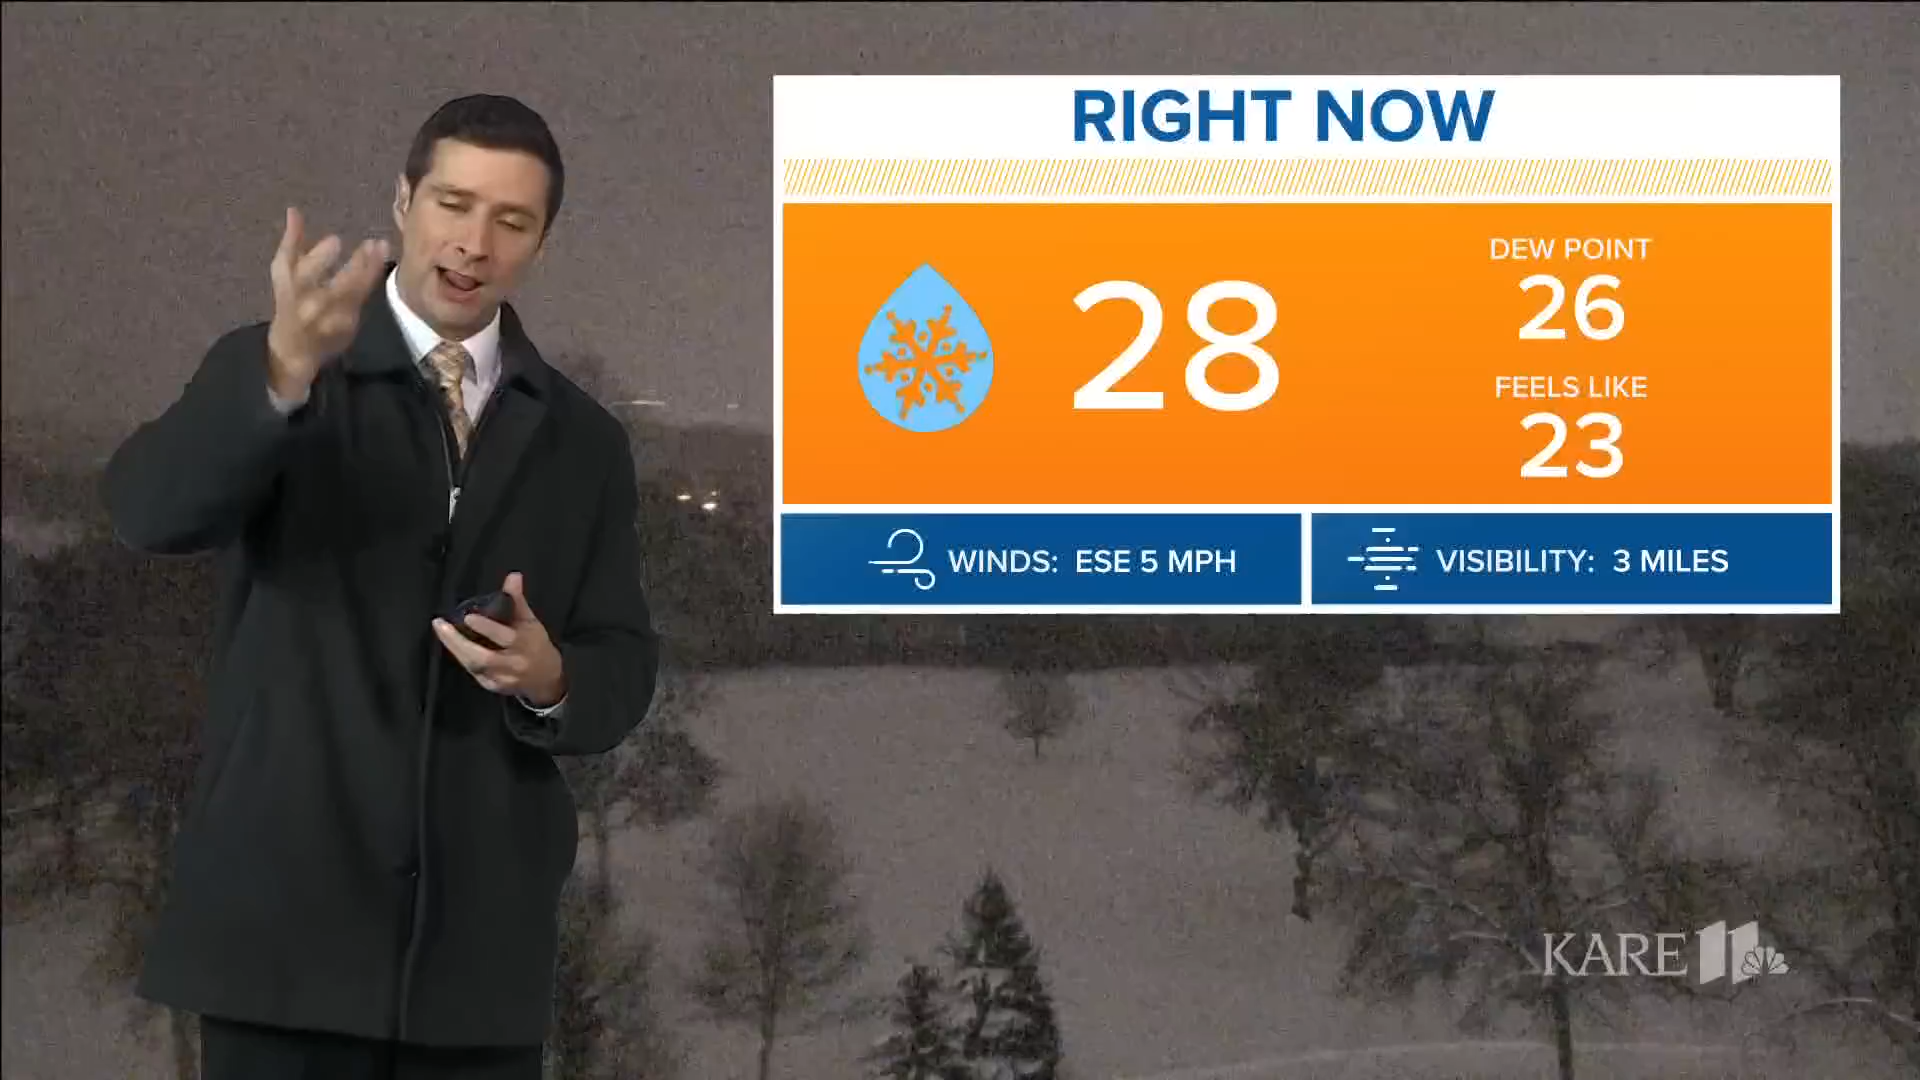 RIGHT NOW
28
DEW POINT
26
FEELS LIKE
23
WINDS: ESE 5 MPH
VISIBILITY: 3 MILES
KARE 11